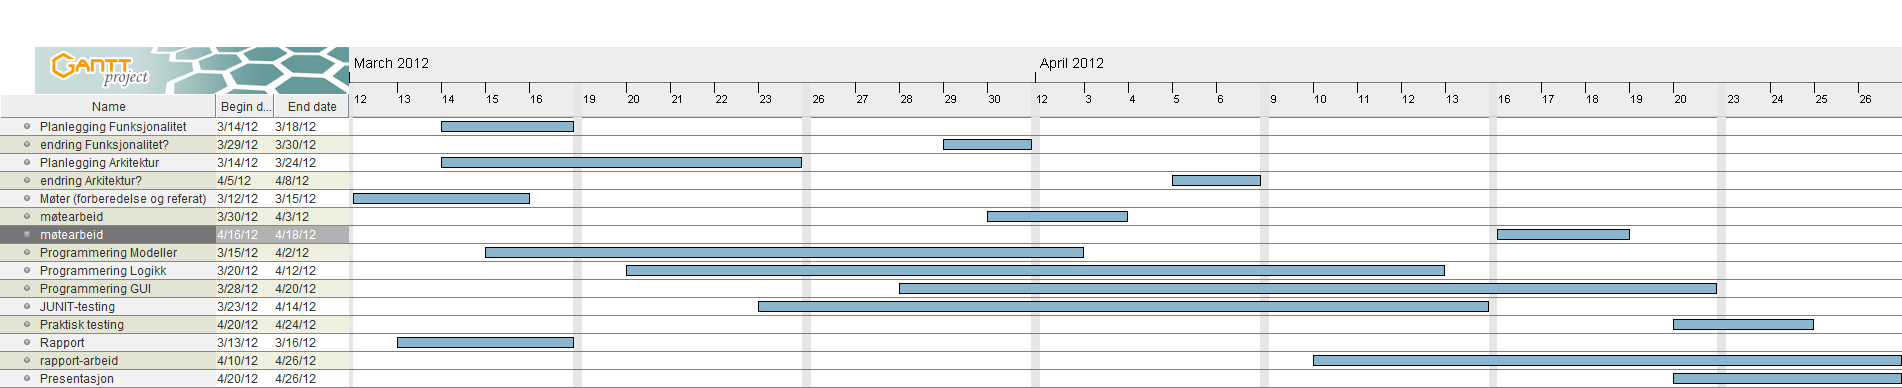 GANTT project
March 2012 April 2012
12 13 14 15 16 19 20 21 22 23 26 27 28 29 30 12 3 4 5 6 9 10 11 12 13 16 17 18 19 20 23 24 25 26
Name Begin d... End date
Planlegging Funksjonalitet 3/14/12 3/18/12
endring Funksjonalitet? 3/29/12 3/30/12
Planlegging Arkitektur 3/14/12 3/24/12
endring Arkitektur? 4/5/12 4/8/12
Møter (forberedelse og referat) 3/12/12 3/15/12
møtearbeid 3/30/12 4/3/12
møtearbeid 4/16/12 4/18/12
Programmering Modeller 3/15/12 4/2/12
Programmering Logikk 3/20/12 4/12/12
Programmering GUI 3/28/12 4/20/12
JUNIT-testing 3/23/12 4/14/12
Praktisk testing 4/20/12 4/24/12
Rapport 3/13/12 3/16/12
rapport-arbeid 4/10/12 4/26/12
Presentasjon 4/20/12 4/26/12